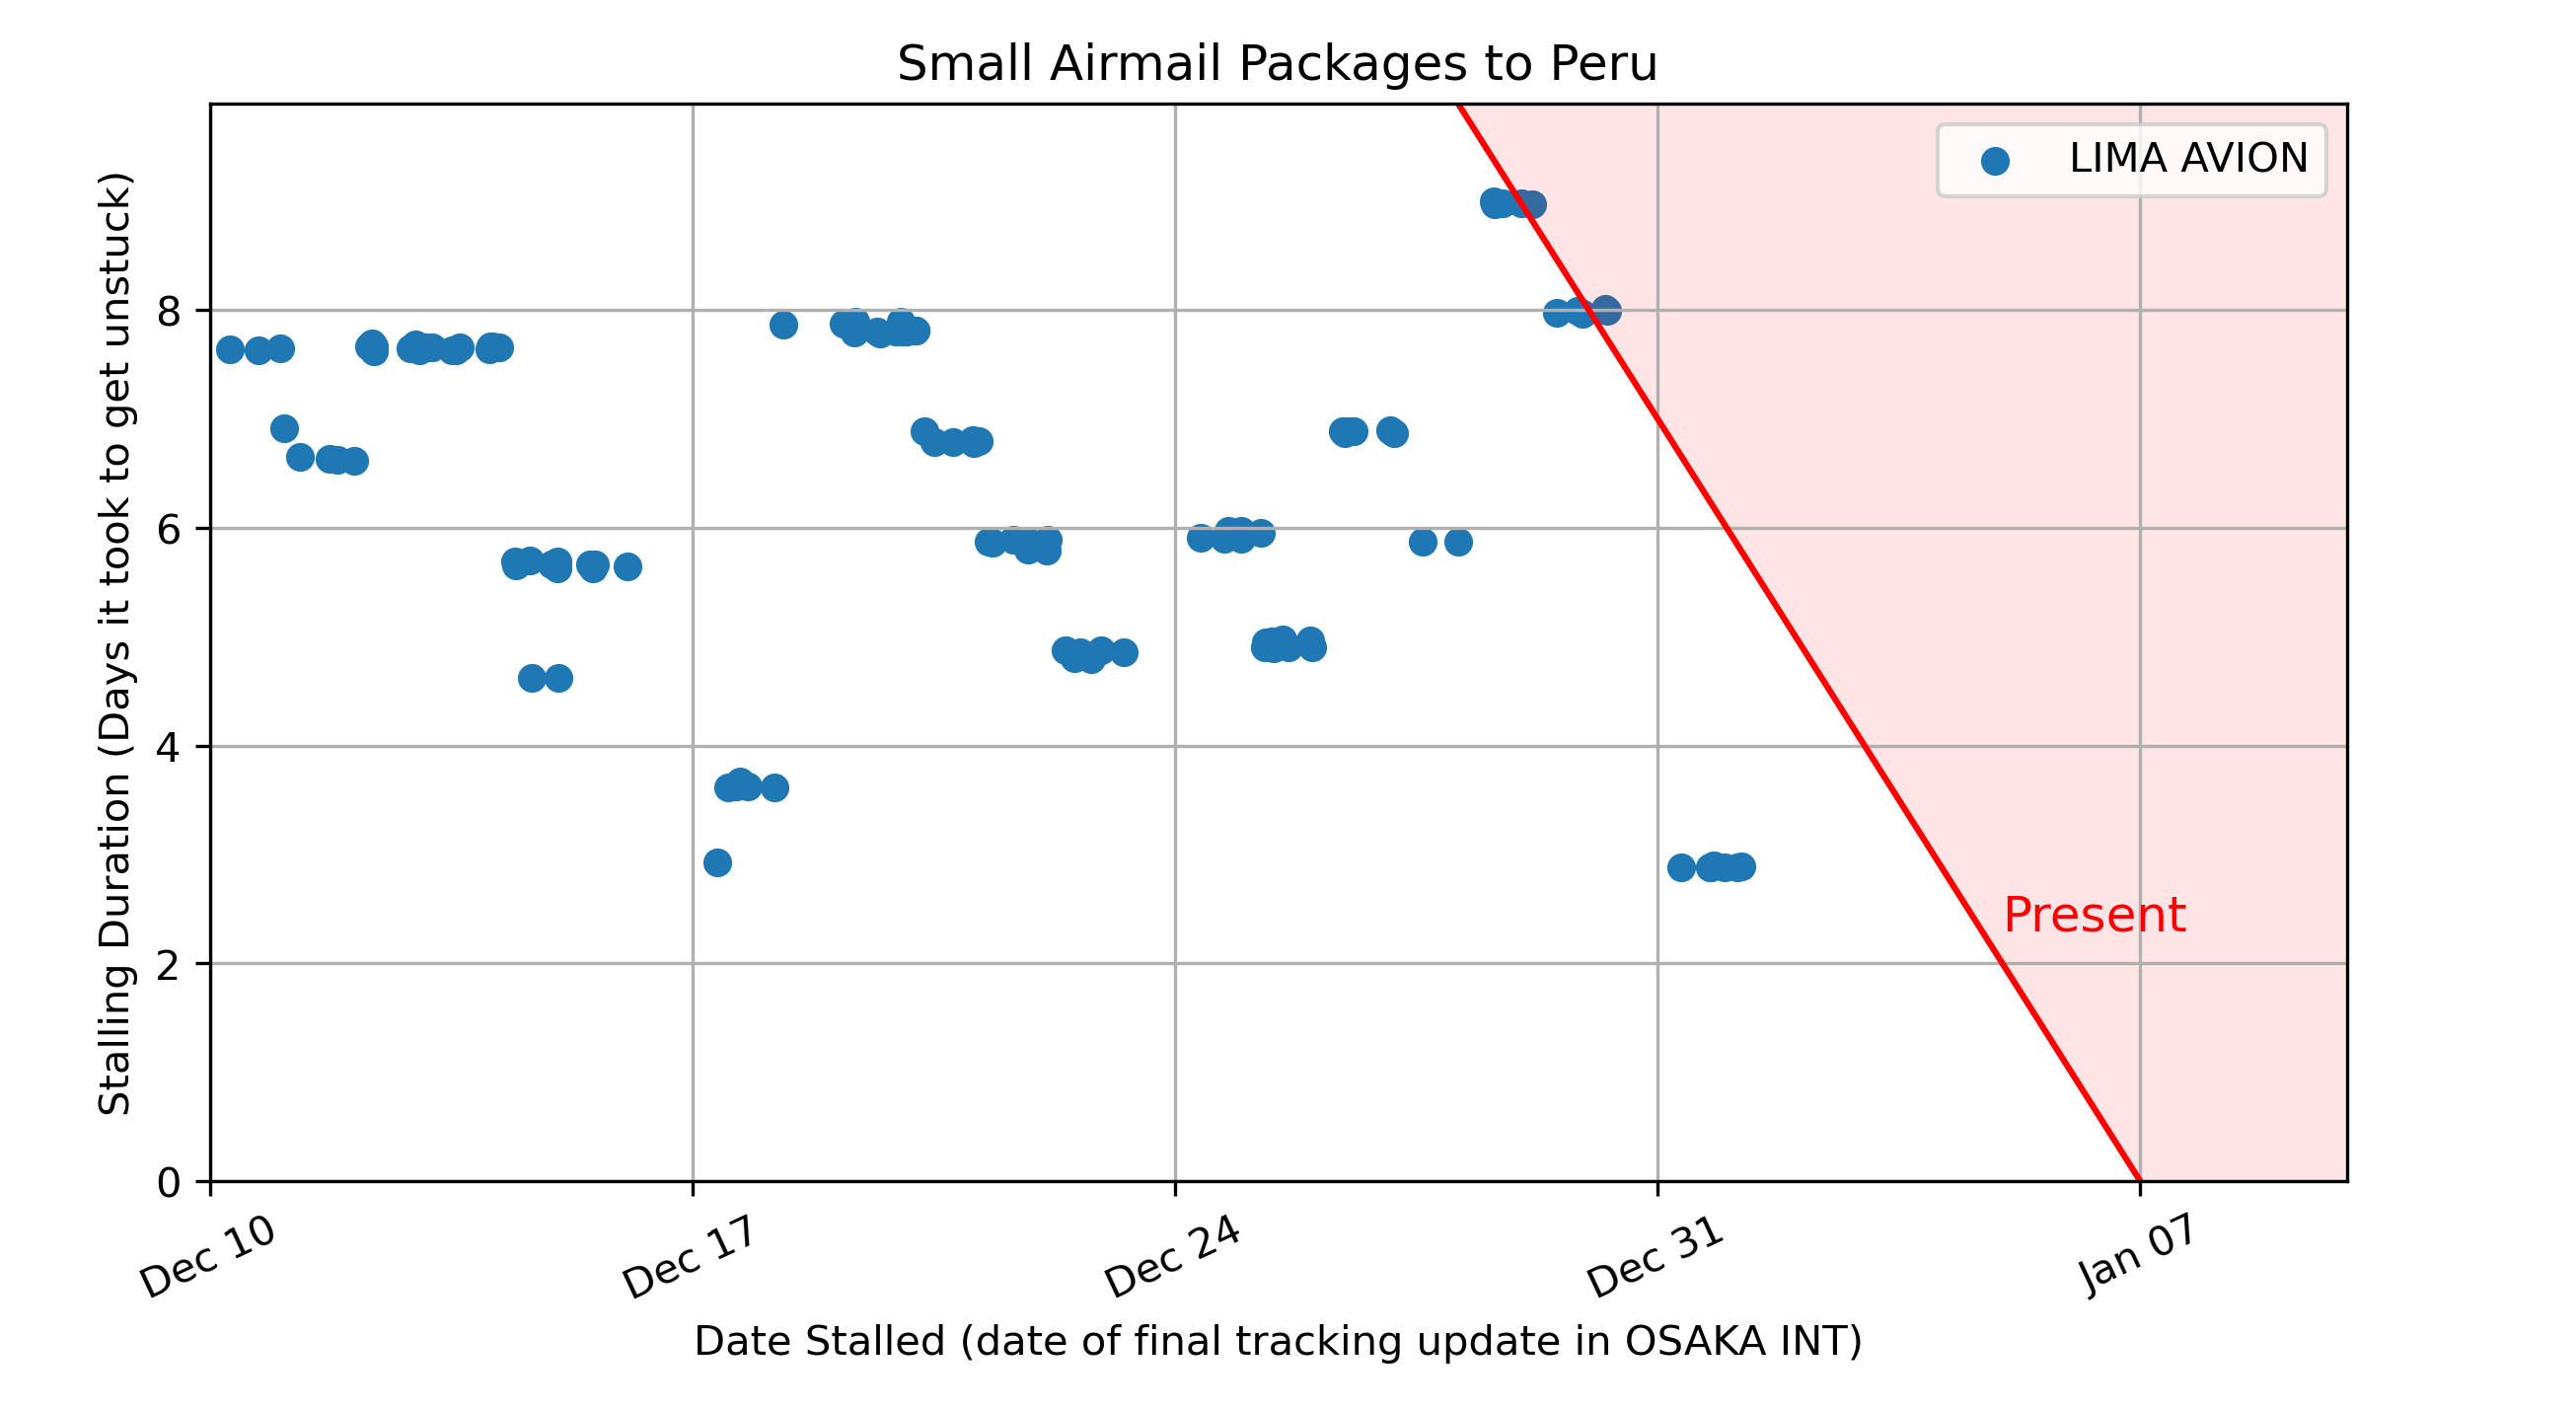 Small Airmail Packages to Peru
LIMA AVION
Stalling Duration (Days it took to get unstuck)
8
6
4
2
0
Present
Dec 10
Dec 17
Dec 24
Dec 31
Jan 07
Date Stalled (date of final tracking update in OSAKA INT)